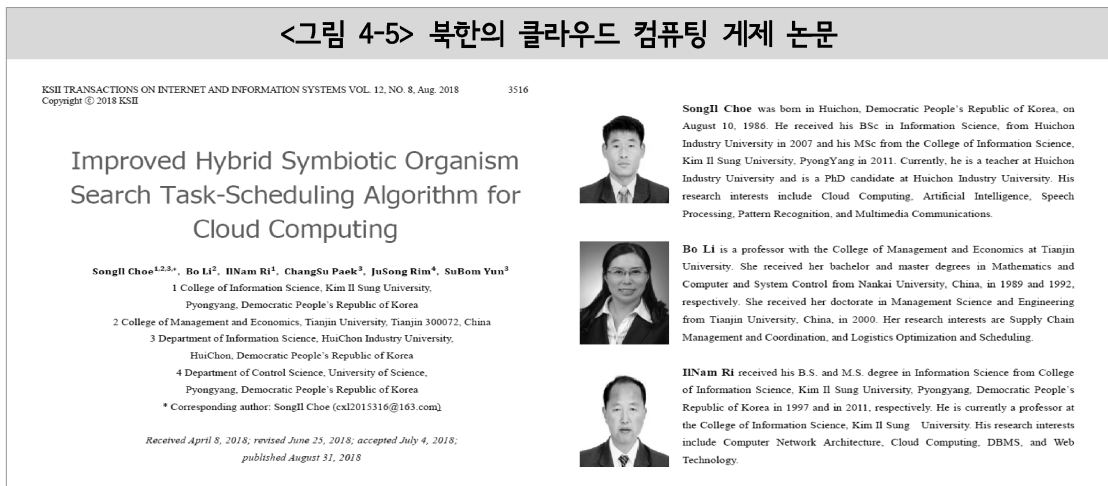 <그림 4-5> 북한의 클라우드 컴퓨팅 게제 논문
KSII TRANSACTIONS ON INTERNET AND INFORMATION SYSTEMS VOL. 12, NO. 8, Aug. 2018 3516
Copyright ⓒ 2018 KSII
Improved Hybrid Symbiotic Organism
Search Task-Scheduling Algorithm for
Cloud Computing
SongIl Choe1,2,3,*, Bo Li2, IlNam Ri1, ChangSu Paek3, JuSong Rim4, SuBom Yun3
1 College of Information Science, Kim Il Sung University,
Pyongyang, Democratic People's Republic of Korea
2 College of Management and Economics, Tianjin University, Tianjin 300072, China
3 Department of Information Science, HuiChon Industry University,
HuiChon, Democratic People's Republic of Korea
4 Department of Control Science, University of Science,
Pyongyang, Democratic People's Republic of Korea
* Corresponding author: SongIl Choe (cxl2015316@163.com)
Received April 8, 2018; revised June 25, 2018; accepted July 4, 2018;
published August 31, 2018
SongIl Choe was born in Huichon, Democratic People's Republic of Korea, on
August 10, 1986. He received his BSc in Information Science, from Huichon
Industry University in 2007 and his MSc from the College of Information Science,
Kim Il Sung University, PyongYang in 2011. Currently, he is a teacher at Huichon
Industry University and is a PhD candidate at Huichon Industry University. His
research interests include Cloud Computing, Artificial Intelligence, Speech
Processing, Pattern Recognition, and Multimedia Communications.
Bo Li is a professor with the College of Management and Economics at Tianjin
University. She received her bachelor and master degrees in Mathematics and
Computer and System Control from Nankai University, China, in 1989 and 1992,
respectively. She received her doctorate in Management Science and Engineering
from Tianjin University, China, in 2000. Her research interests are Supply Chain
Management and Coordination, and Logistics Optimization and Scheduling.
IlNam Ri received his B.S. and M.S. degree in Information Science from College
of Information Science, Kim Il Sung University, Pyongyang, Democratic People's
Republic of Korea in 1997 and in 2011, respectively. He is currently a professor at
the College of Information Science, Kim Il Sung University. His research interests
include Computer Network Architecture, Cloud Computing, DBMS, and Web
Technology.